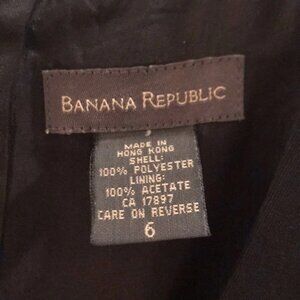 BANANA REPUBLIC
MADE IN
HONG KONG
SHELL:
100% POLYESTER
LINING:
100% ACETATE
CA 17897
CARE ON REVERSE
6